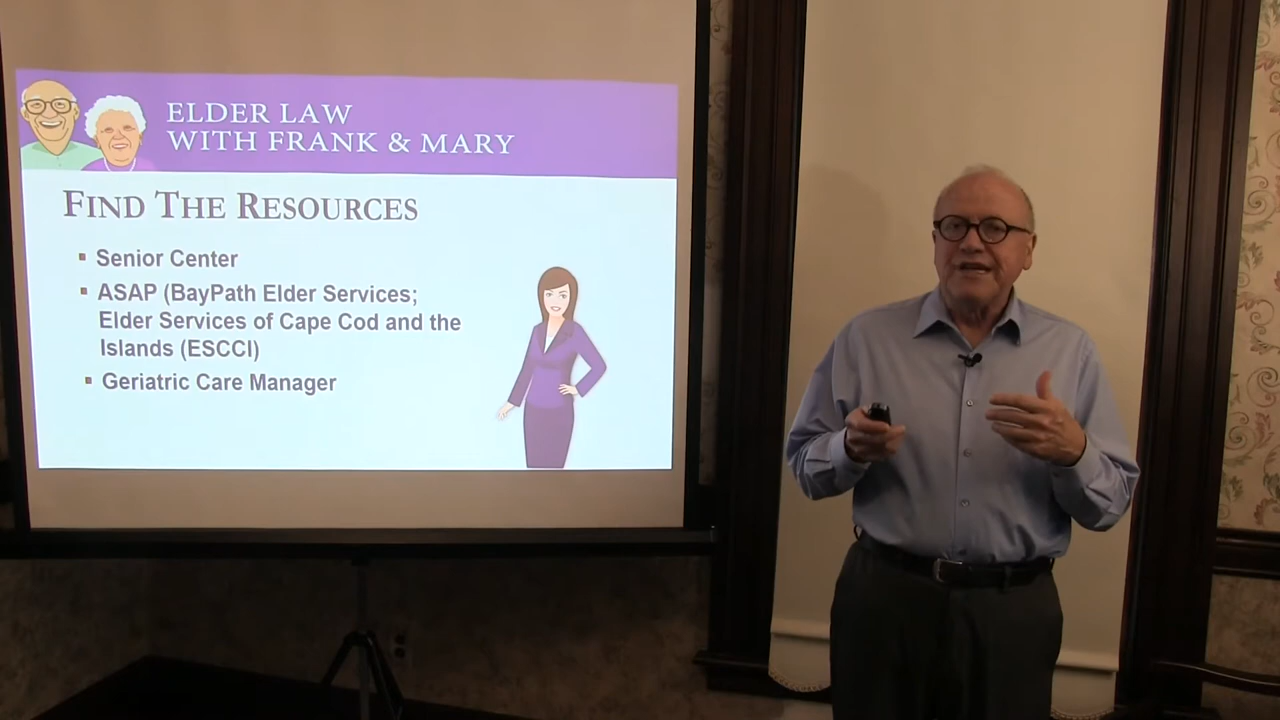 ELDER LAW
WITH FRANK & MARY
FIND THE RESOURCES
▪ Senior Center
▪ ASAP (BayPath Elder Services;
Elder Services of Cape Cod and the
Islands (ESCCI)
▪ Geriatric Care Manager